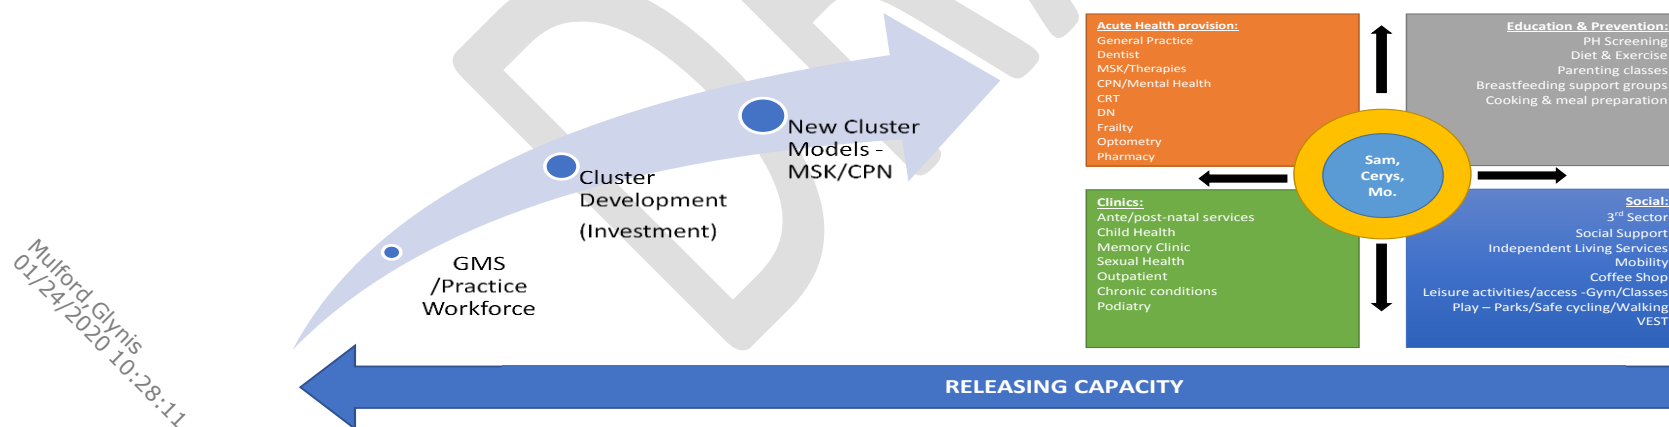 Acute Health provision:
General Practice
Dentist
MSK/Therapies
CPN/Mental Health
CRT
DN
Frailty
Optometry
Pharmacy
Education & Prevention:
PH Screening
Diet & Exercise
Parenting classes
Breastfeeding support groups
Cooking & meal preparation
New Cluster
Models -
MSK/CPN
Cluster
Development
(Investment)
GMS
/Practice
Workforce
Sam,
Cerys,
Mo.
Clinics:
Ante/post-natal services
Child Health
Memory Clinic
Sexual Health
Outpatient
Chronic conditions
Podiatry
Social:
3rd Sector
Social Support
Independent Living Services
Mobility
Coffee Shop
Leisure activities/access -Gym/Classes
Play – Parks/Safe cycling/Walking
VEST
Mulford,Glynis
01/24/2020 10:28:11
RELEASING CAPACITY